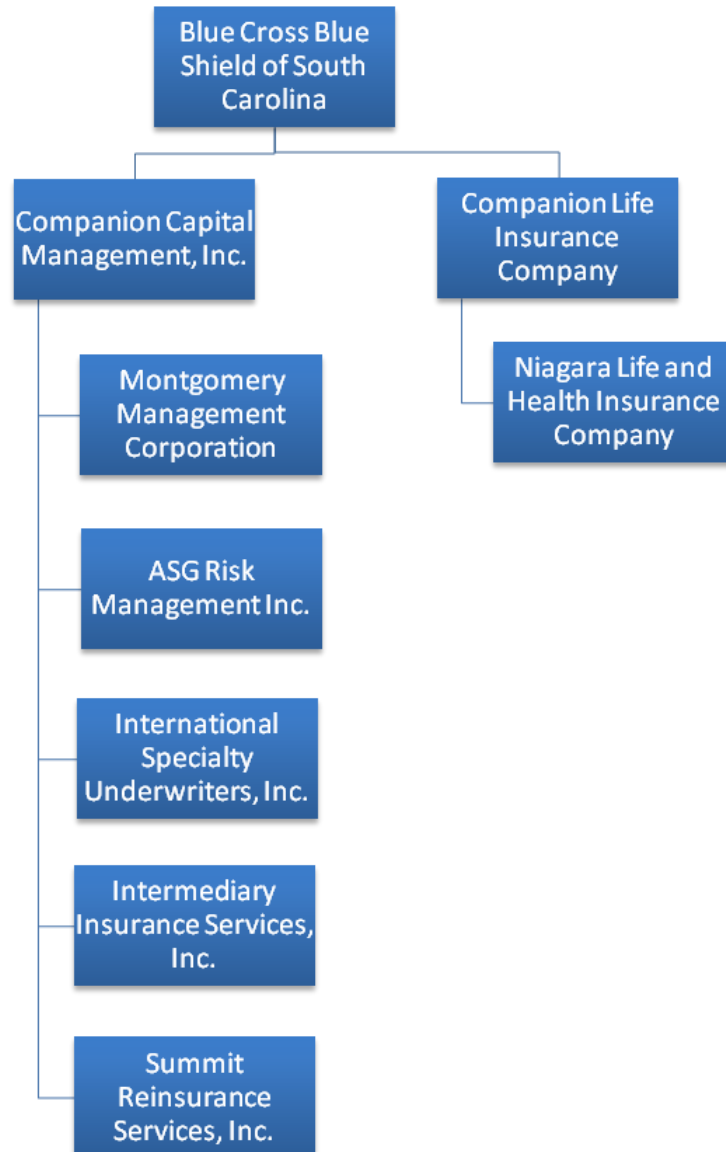 Blue Cross Blue
Shield of South
Carolina
Companion Capital
Management, Inc.
Companion Life
Insurance
Company
Montgomery
Management
Corporation
Niagara Life and
Health Insurance
Company
ASG Risk
Management Inc.
International
Specialty
Underwriters, Inc.
Intermediary
Insurance Services,
Inc.
Summit
Reinsurance
Services, Inc.